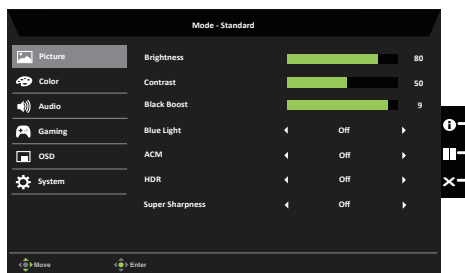 Mode - Standard
Picture
Color
Audio
Gaming
OSD
System
Brightness 80
Contrast 50
Black Boost 9
Blue Light Off
ACM Off
HDR Off
Super Sharpness Off
Move Enter